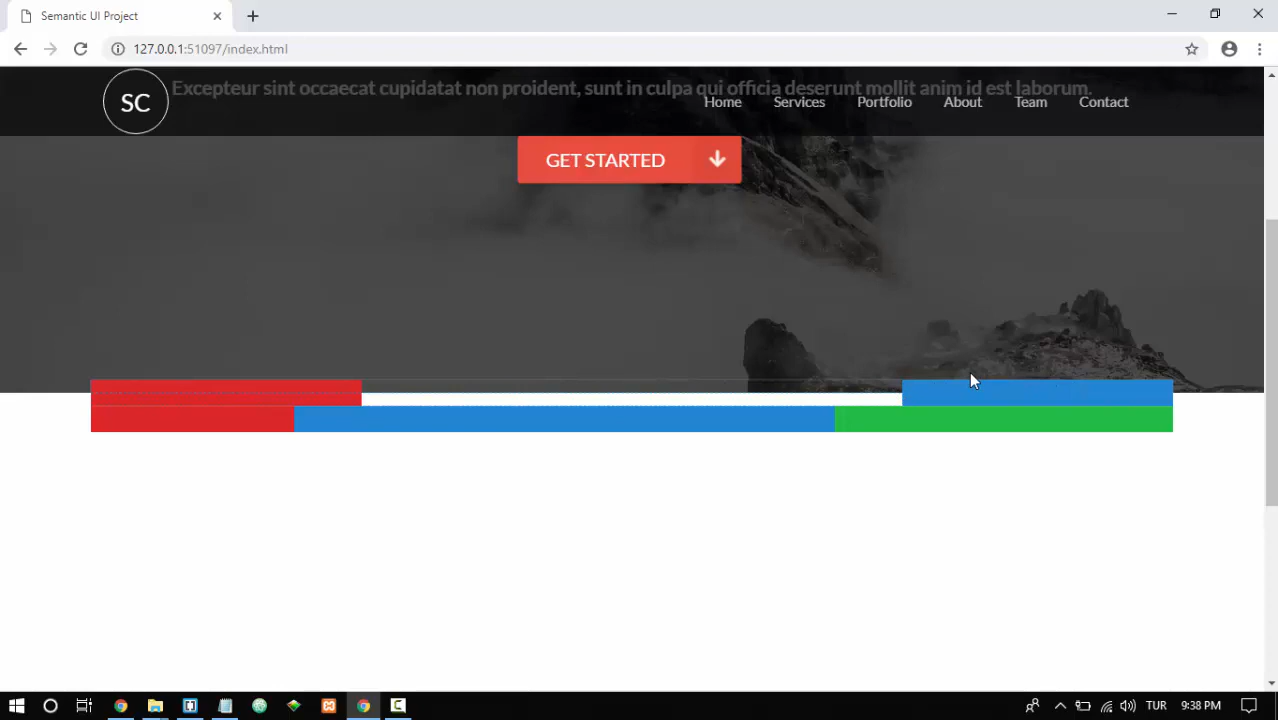 Semantic UI Project
127.0.0.1:51097/index.html
Excepteur sint occaecat cupidatat non proident, sunt in culpa qui officia deserunt mollit anim id est laborum.
SC
Home Services Portfolio About Team Contact
GET STARTED
TUR 9:38 PM